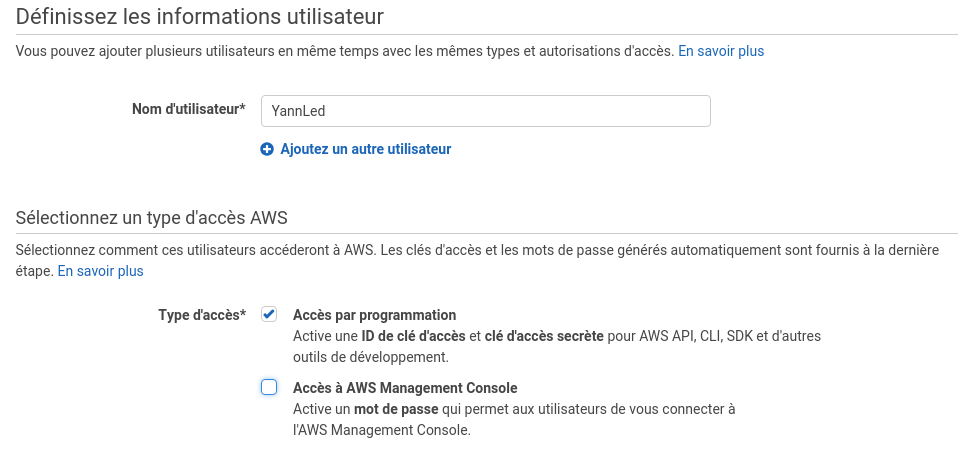 Définissez les informations utilisateur
Vous pouvez ajouter plusieurs utilisateurs en même temps avec les mêmes types et autorisations d'accès. En savoir plus
Nom d'utilisateur* YannLed
Ajoutez un autre utilisateur
Sélectionnez un type d'accès AWS
Sélectionnez comment ces utilisateurs accéderont à AWS. Les clés d'accès et les mots de passe générés automatiquement sont fournis à la dernière
étape. En savoir plus
Type d'accès* Accès par programmation
Active une ID de clé d'accès et clé d'accès secrète pour AWS API, CLI, SDK et d'autres
outils de développement.
Accès à AWS Management Console
Active un mot de passe qui permet aux utilisateurs de vous connecter à
l'AWS Management Console.